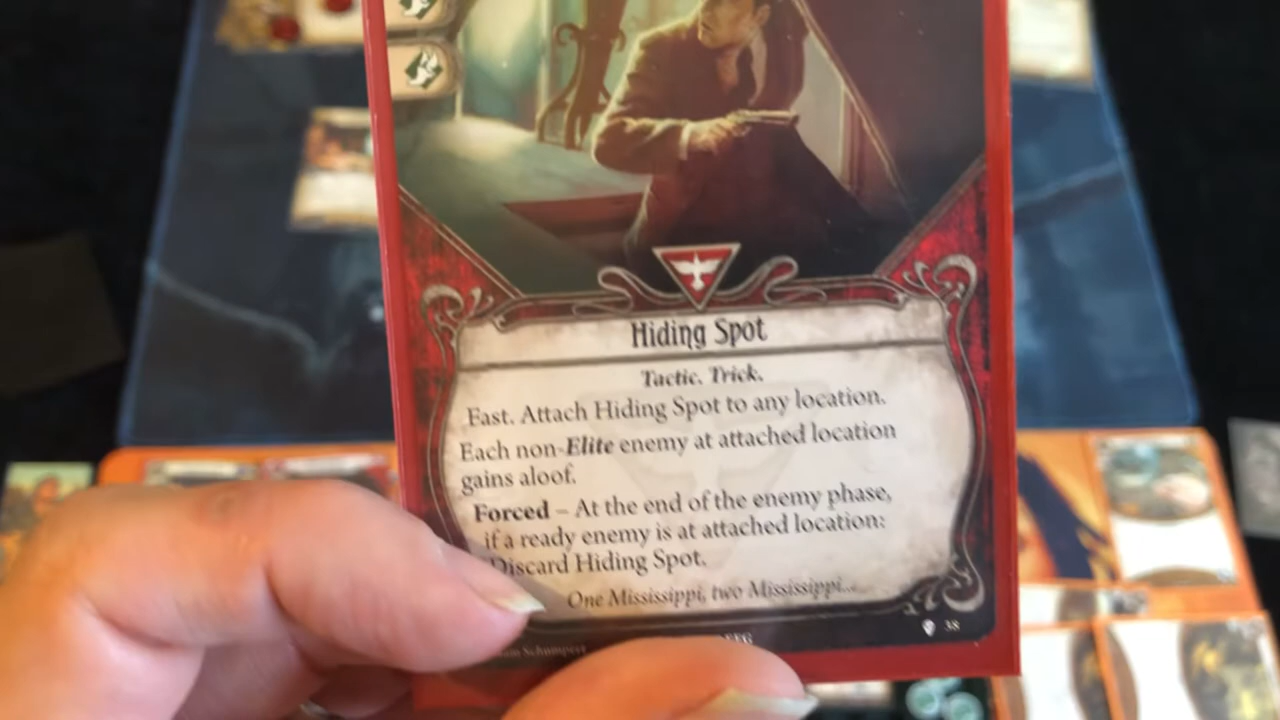 Hiding Spot
Tactic. Trick.
Fast. Attach Hiding Spot to any location.
Each non-Elite enemy at attached location
gains aloof.
Forced – At the end of the enemy phase,
if a ready enemy is at attached location:
Discard Hiding Spot.
One Mississippi, two Mississippi...
38